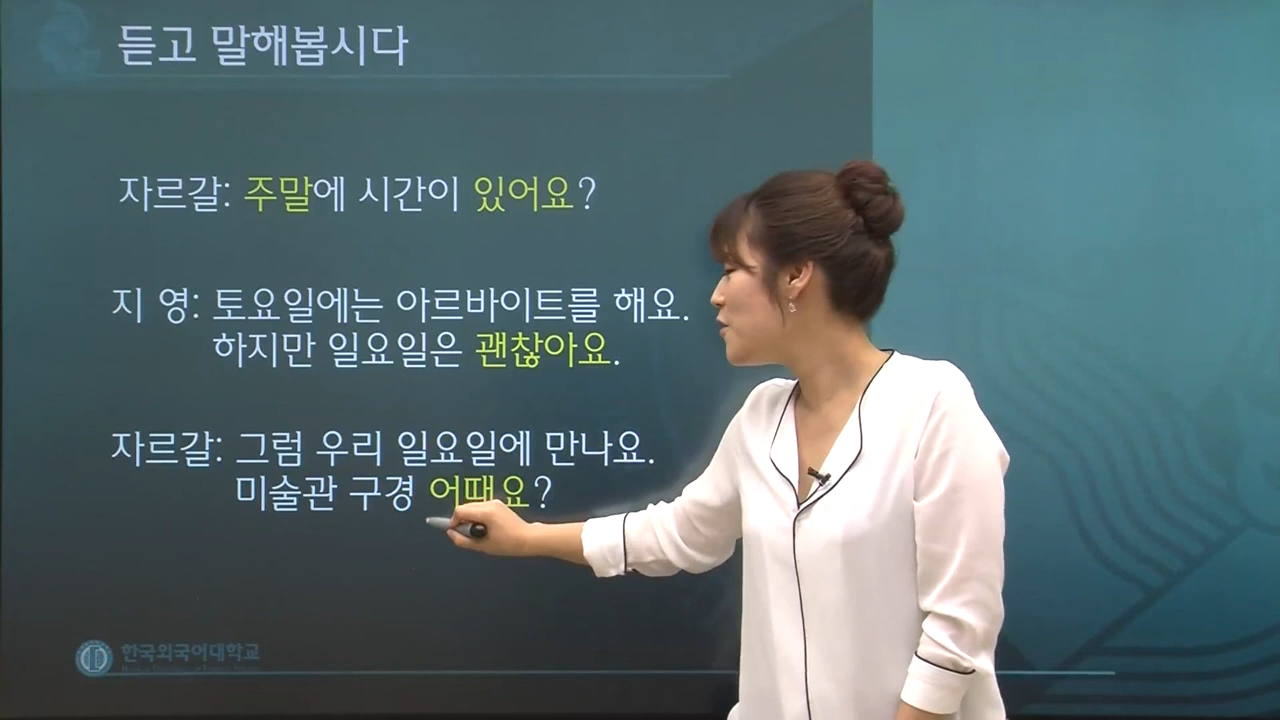 듣고 말해봅시다
자르갈: 주말에 시간이 있어요?
지 영: 토요일에는 아르바이트를 해요.
하지만 일요일은 괜찮아요.
자르갈: 그럼 우리 일요일에 만나요.
미술관 구경 어때요?
한국외국어대학교